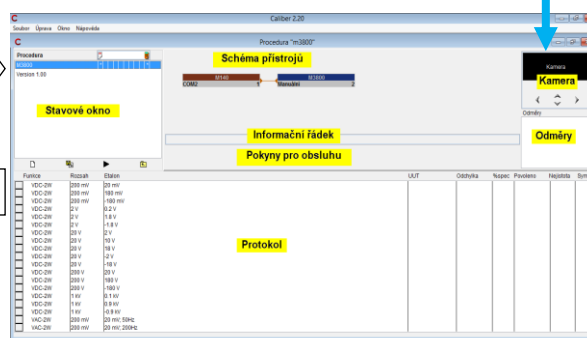 Caliber 2.20
Soubor Úprava Okno Nápověda
Procedura "m3800"
Procedura
M3800
Version 1.00
Stavové okno
Schéma přístrojů
M140
COM2 1
M3800
Manuální 2
Kamera
Kamera
Odměry
Odměry
Informační řádek
Pokyny pro obsluhu
Funkce Rozsah Etalon UUT Odchylka %spec Povoleno Nejistota
VDC-2W 200 mV 20 mV
VDC-2W 200 mV 180 mV
VDC-2W 200 mV -180 mV
VDC-2W 2 V 0.2 V
VDC-2W 2 V 1.8 V
VDC-2W 2 V -1.8 V
VDC-2W 20 V 2 V
VDC-2W 20 V 10 V
VDC-2W 20 V 18 V
VDC-2W 20 V -2 V
VDC-2W 20 V -18 V
VDC-2W 200 V 20 V
VDC-2W 200 V 180 V
VDC-2W 200 V -180 V
VDC-2W 1 kV 0.1 kV
VDC-2W 1 kV 0.9 kV
VDC-2W 1 kV -0.9 kV
VAC-2W 200 mV 20 mV, 50Hz
VAC-2W 200 mV 20 mV, 200Hz
Protokol